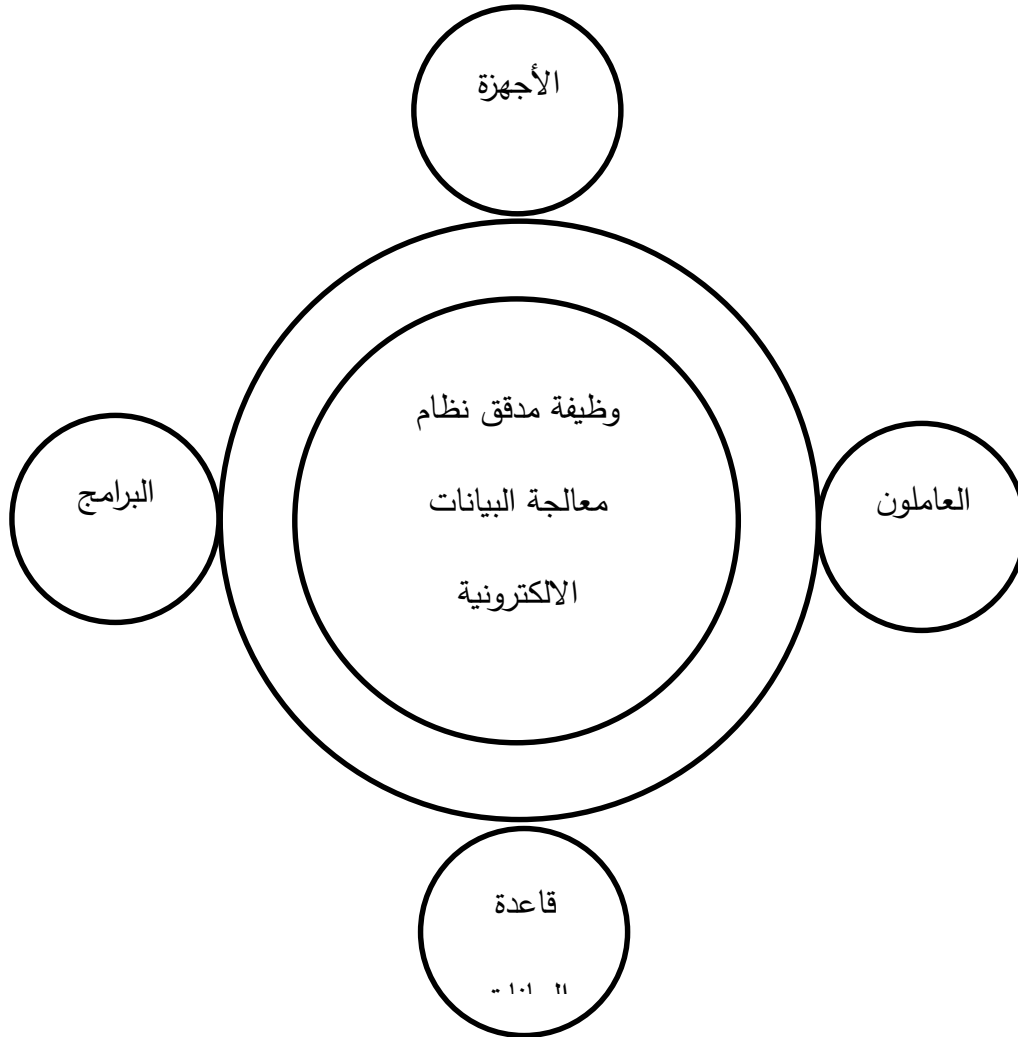 الأجهزة
وظيفة مدقق نظام
معالجة البيانات
الالكترونية
العاملون
البرامج
قاعدة